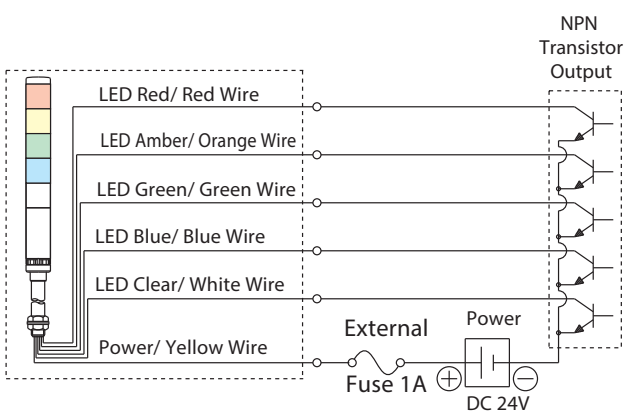 NPN
Transistor
Output
LED Red/ Red Wire
LED Amber/ Orange Wire
LED Green/ Green Wire
LED Blue/ Blue Wire
LED Clear/ White Wire
Power/ Yellow Wire
External
Fuse 1A
Power
+
−
DC 24V